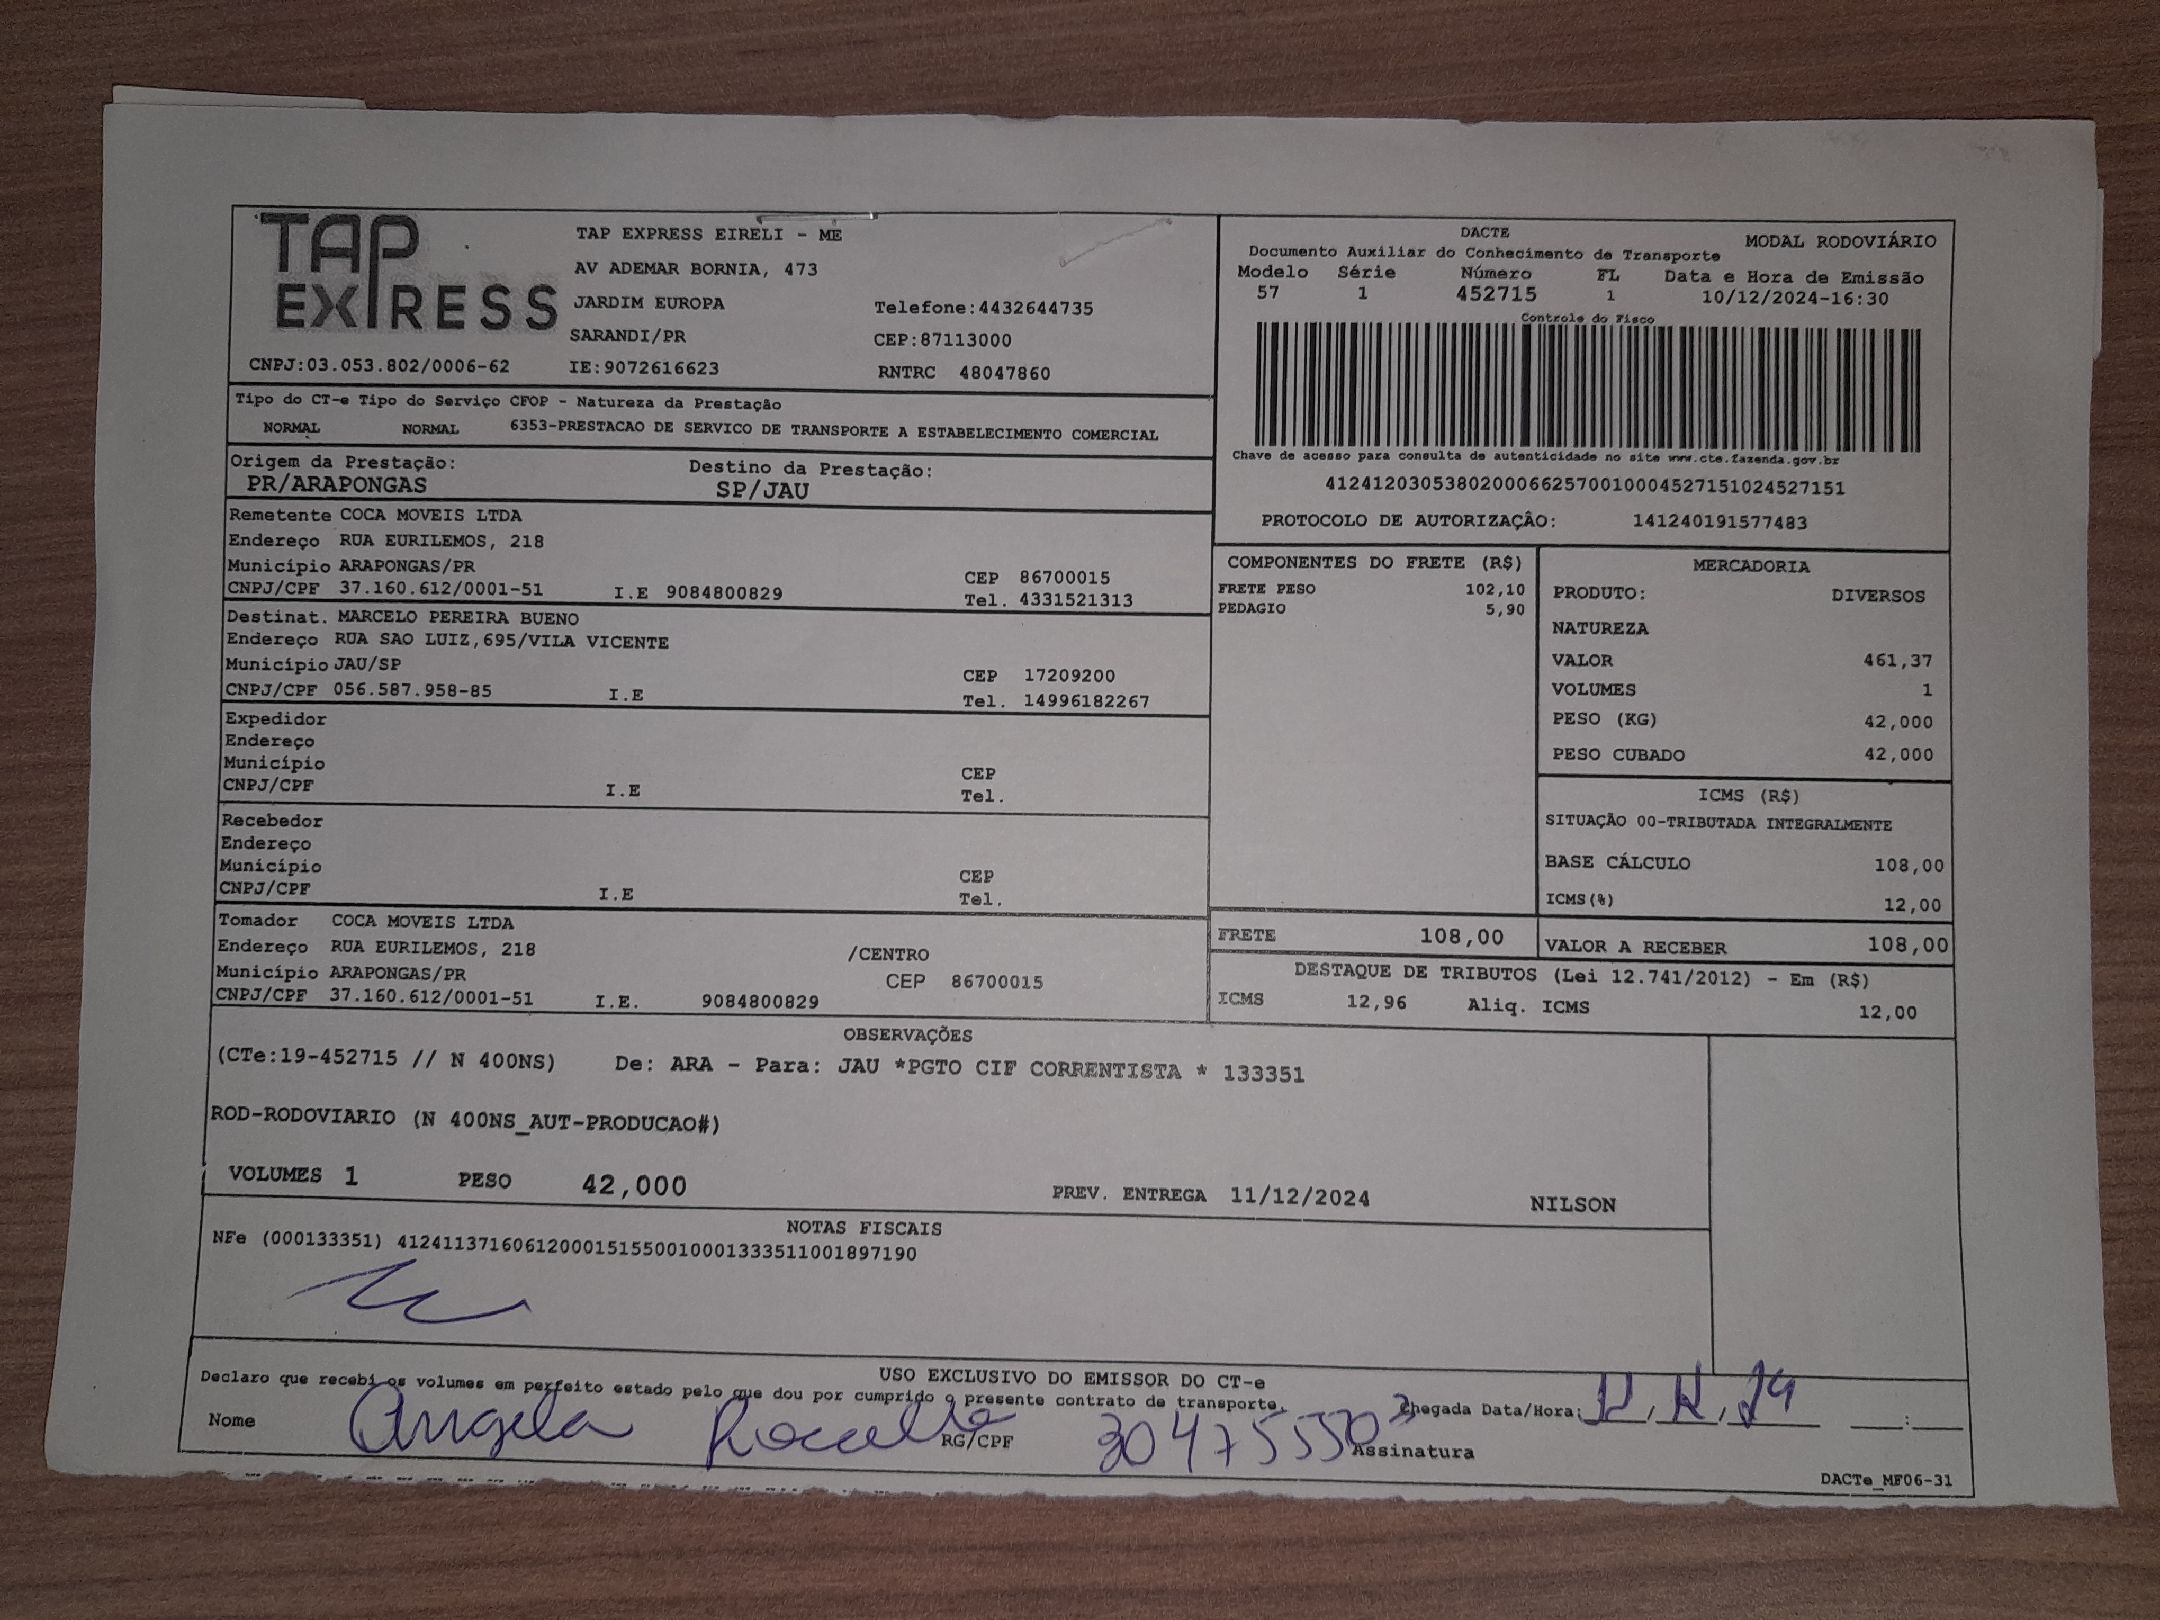 TAP EXPRESS
TAP EXPRESS EIRELI - ME
AV ADEMAR BORNIA, 473
JARDIM EUROPA Telefone:4432644735
SARANDI/PR CEP:87113000
CNPJ:03.053.802/0006-62 IE:9072616623 RNTRC 48047860
DACTE MODAL RODOVIÁRIO
Documento Auxiliar do Conhecimento de Transporte
Modelo Série Número FL Data e Hora de Emissão
57 1 452715 1 10/12/2024-16:30
Controle do Fisco
Chave de acesso para consulta de autenticidade no site www.cte.fazenda.gov.br
41241203053802000662570010004527151024527151
PROTOCOLO DE AUTORIZAÇÂO: 141240191577483
Tipo do CT-e Tipo do Serviço CFOP - Natureza da Prestação
NORMAL NORMAL 6353-PRESTACAO DE SERVICO DE TRANSPORTE A ESTABELECIMENTO COMERCIAL
Origem da Prestação: Destino da Prestação:
PR/ARAPONGAS SP/JAU
Remetente COCA MOVEIS LTDA
Endereço RUA EURILEMOS, 218
Município ARAPONGAS/PR CEP 86700015
CNPJ/CPF 37.160.612/0001-51 I.E 9084800829 Tel. 4331521313
Destinat. MARCELO PEREIRA BUENO
Endereço RUA SAO LUIZ,695/VILA VICENTE
Município JAU/SP CEP 17209200
CNPJ/CPF 056.587.958-85 I.E Tel. 14996182267
Expedidor
Endereço
Município CEP
CNPJ/CPF I.E Tel.
Recebedor
Endereço
Município CEP
CNPJ/CPF I.E Tel.
Tomador COCA MOVEIS LTDA
Endereço RUA EURILEMOS, 218 /CENTRO
Município ARAPONGAS/PR CEP 86700015
CNPJ/CPF 37.160.612/0001-51 I.E. 9084800829
COMPONENTES DO FRETE (R$)
FRETE PESO 102,10
PEDAGIO 5,90
MERCADORIA
PRODUTO: DIVERSOS
NATUREZA
VALOR 461,37
VOLUMES 1
PESO (KG) 42,000
PESO CUBADO 42,000
ICMS (R$)
SITUAÇÃO 00-TRIBUTADA INTEGRALMENTE
BASE CÁLCULO 108,00
ICMS(%) 12,00
FRETE 108,00 VALOR A RECEBER 108,00
DESTAQUE DE TRIBUTOS (Lei 12.741/2012) - Em (R$)
ICMS 12,96 Aliq. ICMS 12,00
OBSERVAÇÕES
(CTe:19-452715 // N 400NS) De: ARA - Para: JAU *PGTO CIF CORRENTISTA * 133351
ROD-RODOVIARIO (N 400NS_AUT-PRODUCAO#)
VOLUMES 1 PESO 42,000 PREV. ENTREGA 11/12/2024 NILSON
NOTAS FISCAIS
NFe (000133351) 41241137160612000151550010001333511001897190
USO EXCLUSIVO DO EMISSOR DO CT-e
Declaro que recebi os volumes em perfeito estado pelo que dou por cumprido o presente contrato de transporte.
Chegada Data/Hora:
Nome Angela RG/CPF Assinatura
DACTe_MF06-31